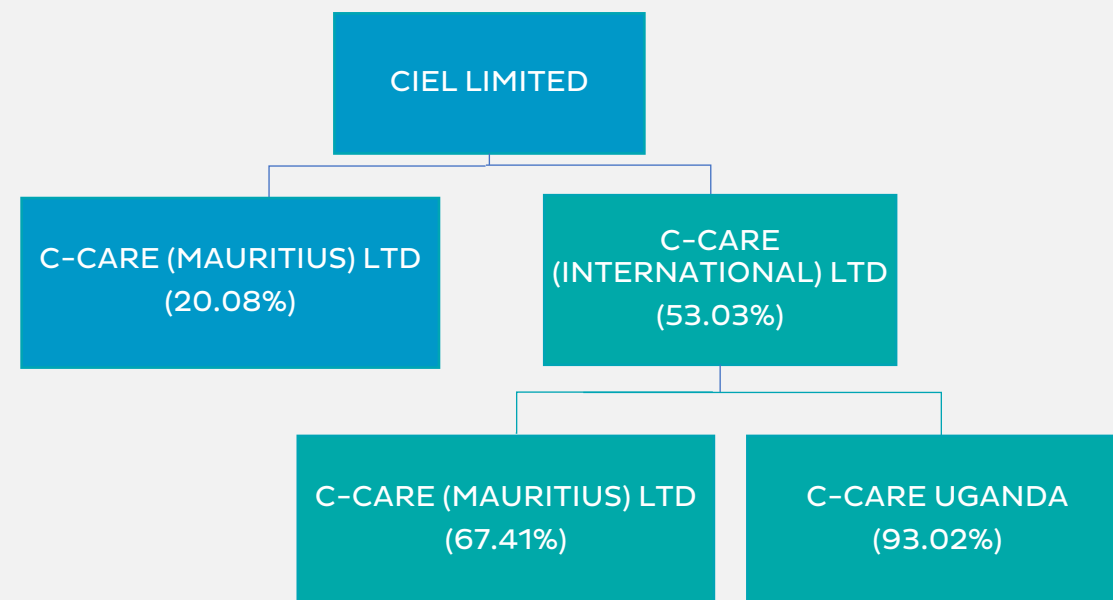 CIEL LIMITED
C-CARE (MAURITIUS) LTD
(20.08%)
C-CARE
(INTERNATIONAL) LTD
(53.03%)
C-CARE (MAURITIUS) LTD
(67.41%)
C-CARE UGANDA
(93.02%)